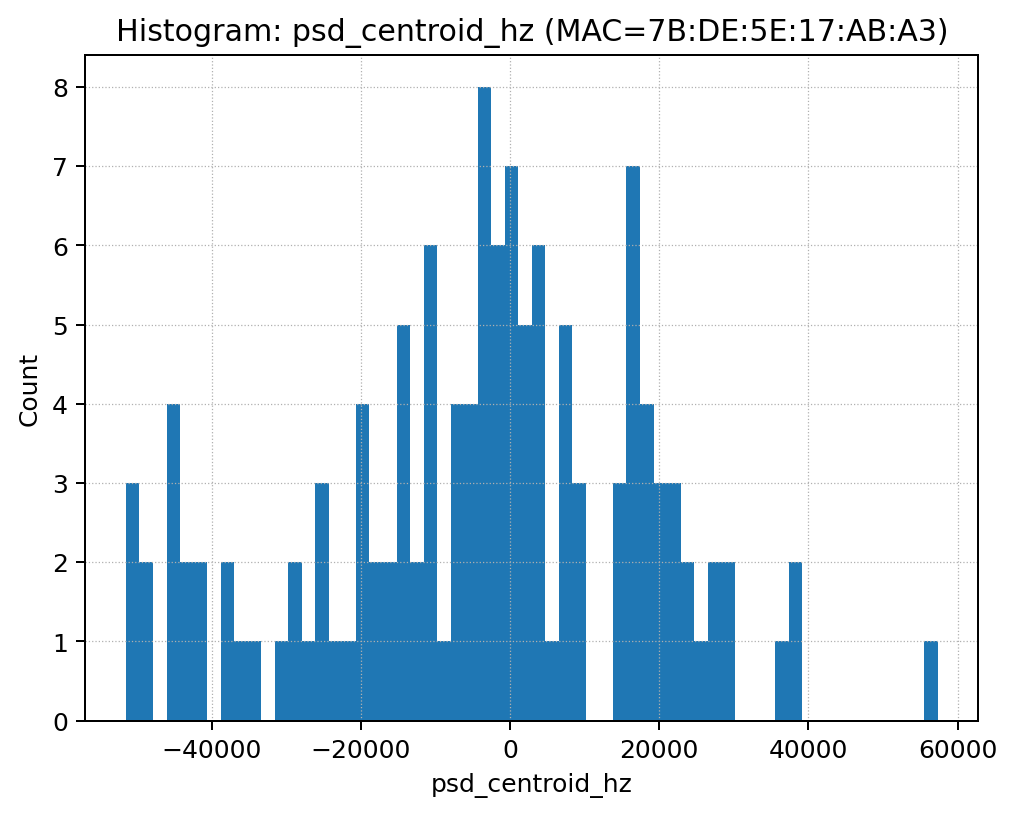 Histogram: psd_centroid_hz (MAC=7B:DE:5E:17:AB:A3)
8
7
6
5
4
3
2
1
0
Count
−40000 −20000 0 20000 40000 60000
psd_centroid_hz